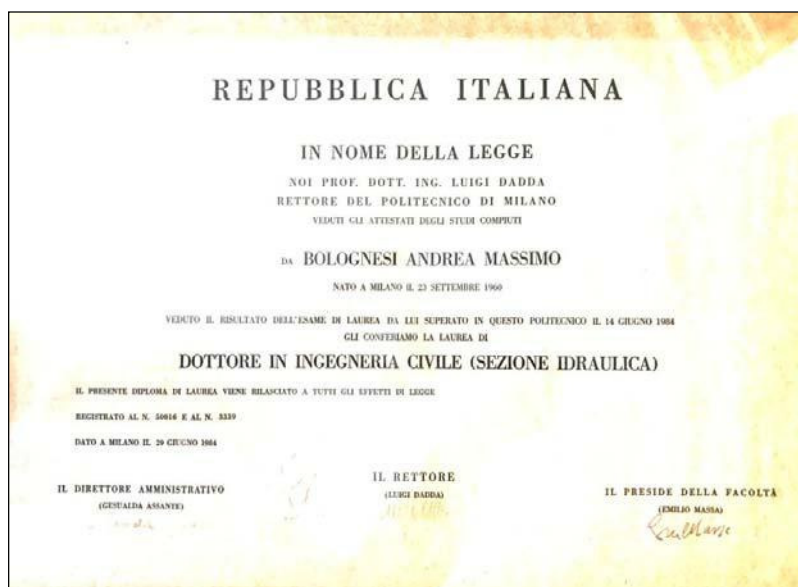 REPUBBLICA ITALIANA
IN NOME DELLA LEGGE
NOI PROF. DOTT. ING. LUIGI DADDA
RETTORE DEL POLITECNICO DI MILANO
VEDUTI GLI ATTESTATI DEGLI STUDI COMPIUTI
DA BOLOGNESI ANDREA MASSIMO
NATO A MILANO IL 23 SETTEMBRE 1960
VEDUTO IL RISULTATO DELL'ESAME DI LAUREA DA LUI SUPERATO IN QUESTO POLITECNICO IL 14 GIUGNO 1984
GLI CONFERIAMO LA LAUREA DI
DOTTORE IN INGEGNERIA CIVILE (SEZIONE IDRAULICA)
IL PRESENTE DIPLOMA DI LAUREA VIENE RILASCIATO A TUTTI GLI EFFETTI DI LEGGE
REGISTRATO AL N. 50016 E AL N. 3339
DATO A MILANO IL 29 GIUGNO 1984
IL DIRETTORE AMMINISTRATIVO
(GESUALDA ASSANTE)
IL RETTORE
(LUIGI DADDA)
IL PRESIDE DELLA FACOLTÀ
(EMILIO MASSA)